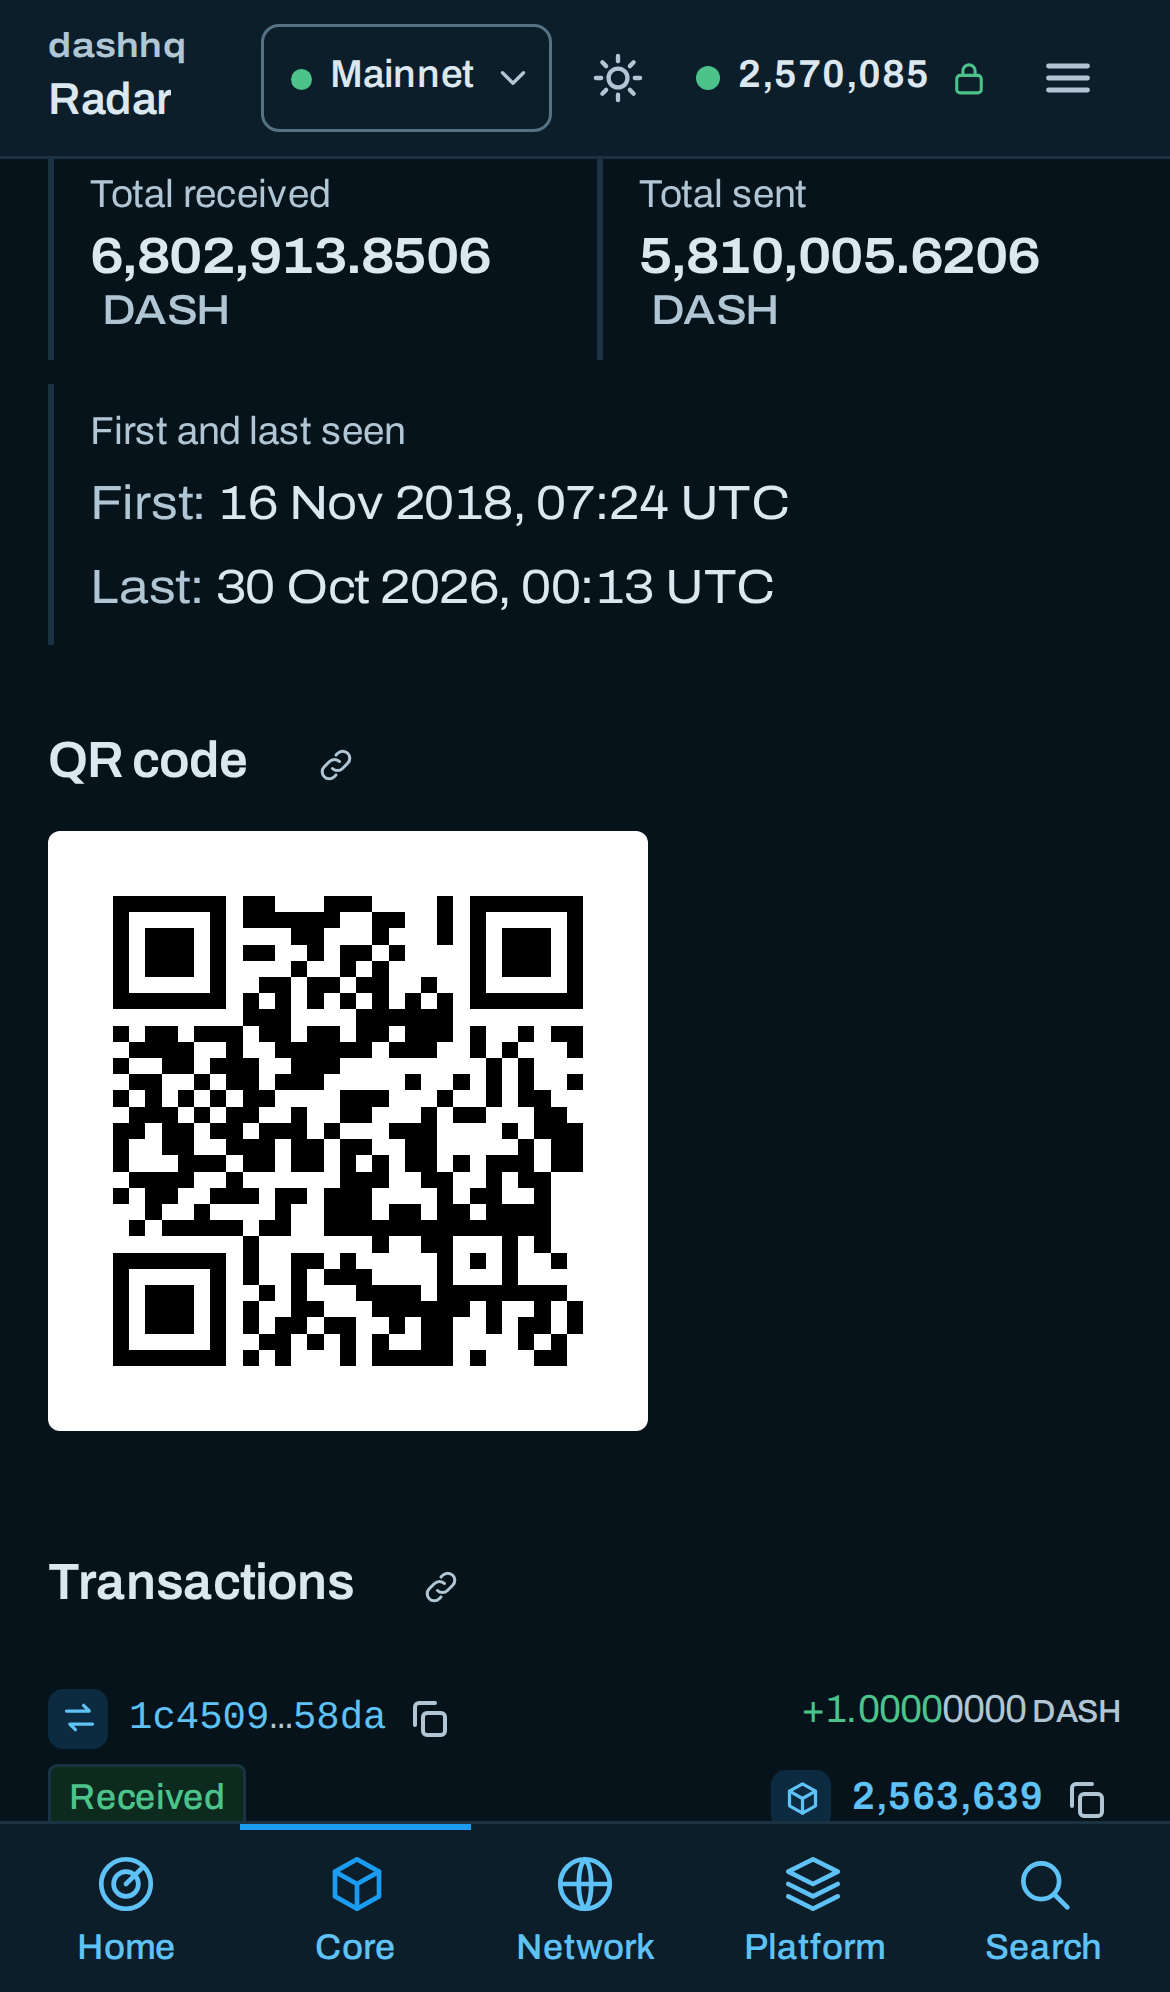 dashhq
Radar
Mainnet
2,570,085
Total received
6,802,913.8506
DASH
Total sent
5,810,005.6206
DASH
First and last seen
First: 16 Nov 2018, 07:24 UTC
Last: 30 Oct 2026, 00:13 UTC
QR code
Transactions
1c4509…58da
+1.00000000 DASH
Received
2,563,639
Home
Core
Network
Platform
Search